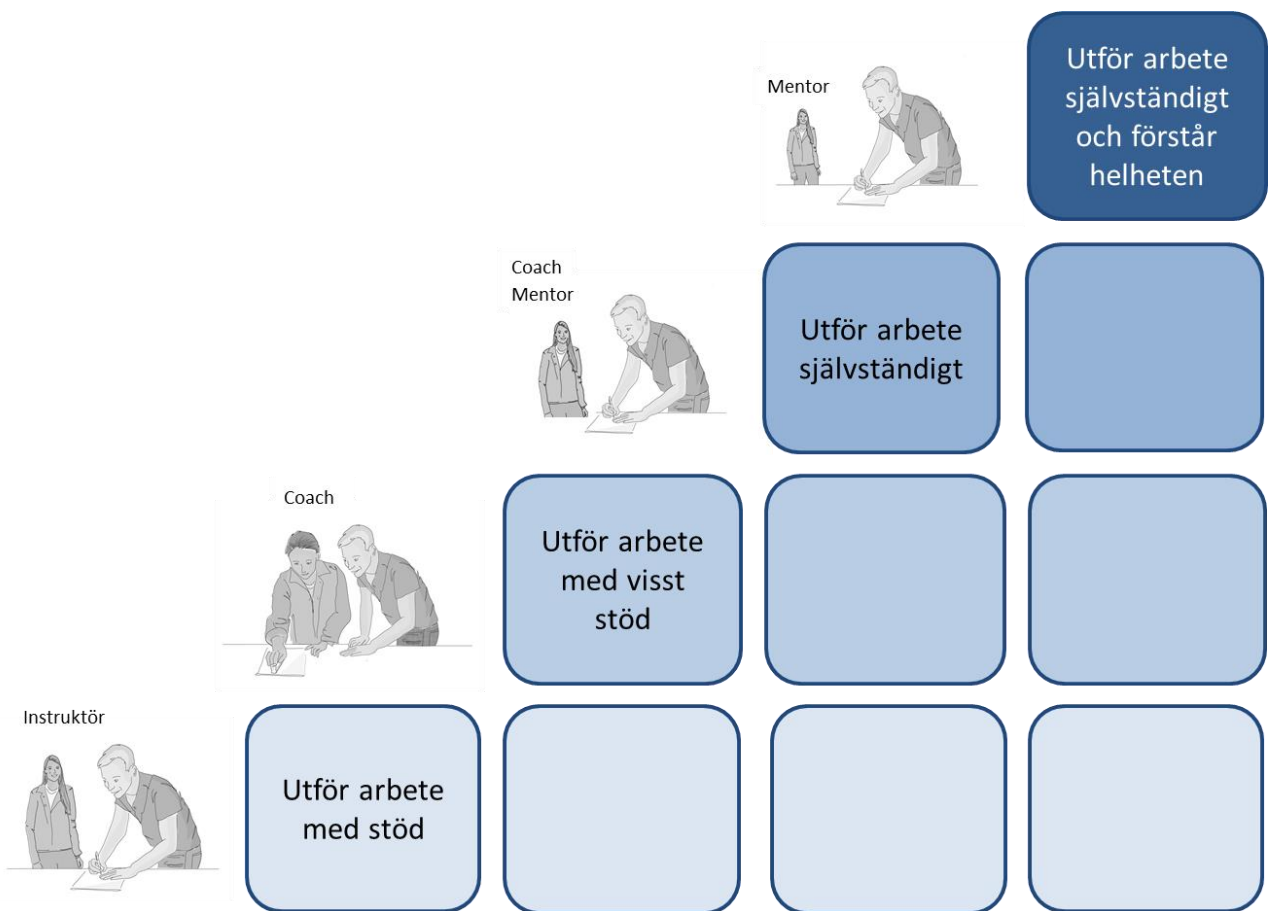 Mentor
Utför arbete
självständigt
och förstår
helheten
Coach
Mentor
Utför arbete
självständigt
Coach
Utför arbete
med visst
stöd
Instruktör
Utför arbete
med stöd